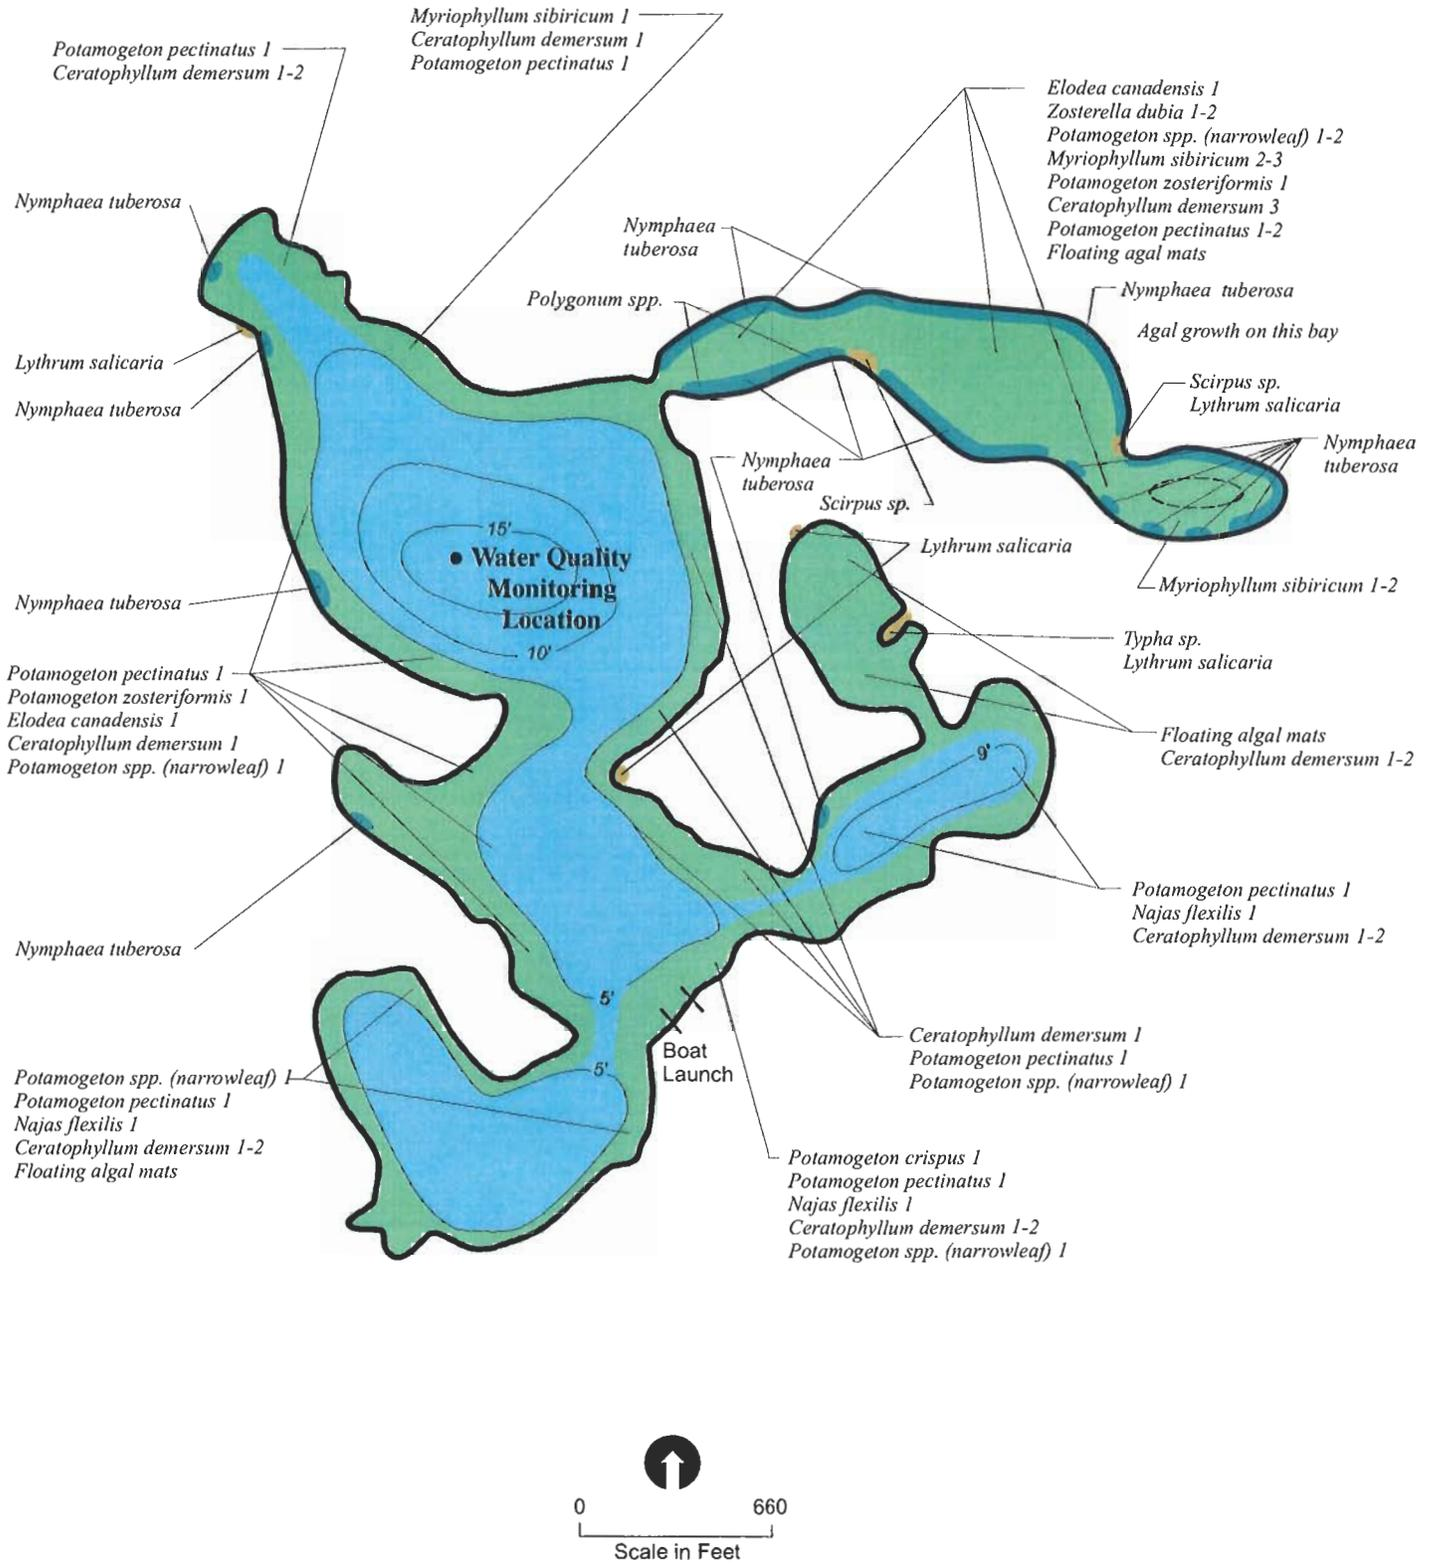 Myriophyllum sibiricum 1
Ceratophyllum demersum 1
Potamogeton pectinatus 1
Potamogeton pectinatus 1
Ceratophyllum demersum 1-2
Elodea canadensis 1
Zosterella dubia 1-2
Potamogeton spp. (narrowleaf) 1-2
Myriophyllum sibiricum 2-3
Potamogeton zosteriformis 1
Ceratophyllum demersum 3
Potamogeton pectinatus 1-2
Floating agal mats
Nymphaea tuberosa
Nymphaea
tuberosa
Polygonum spp.
Nymphaea tuberosa
Agal growth on this bay
Lythrum salicaria
Nymphaea tuberosa
Scirpus sp.
Lythrum salicaria
Nymphaea
tuberosa
Nymphaea
tuberosa
Scirpus sp.
15'
Water Quality
Monitoring
Location
10'
Lythrum salicaria
Myriophyllum sibiricum 1-2
Nymphaea tuberosa
Typha sp.
Lythrum salicaria
Potamogeton pectinatus 1
Potamogeton zosteriformis 1
Elodea canadensis 1
Ceratophyllum demersum 1
Potamogeton spp. (narrowleaf) 1
Floating algal mats
Ceratophyllum demersum 1-2
9'
Potamogeton pectinatus 1
Najas flexilis 1
Ceratophyllum demersum 1-2
Nymphaea tuberosa
5'
Ceratophyllum demersum 1
Potamogeton pectinatus 1
Potamogeton spp. (narrowleaf) 1
Boat
Launch
5'
Potamogeton spp. (narrowleaf) 1
Potamogeton pectinatus 1
Najas flexilis 1
Ceratophyllum demersum 1-2
Floating algal mats
Potamogeton crispus 1
Potamogeton pectinatus 1
Najas flexilis 1
Ceratophyllum demersum 1-2
Potamogeton spp. (narrowleaf) 1
0 660
Scale in Feet